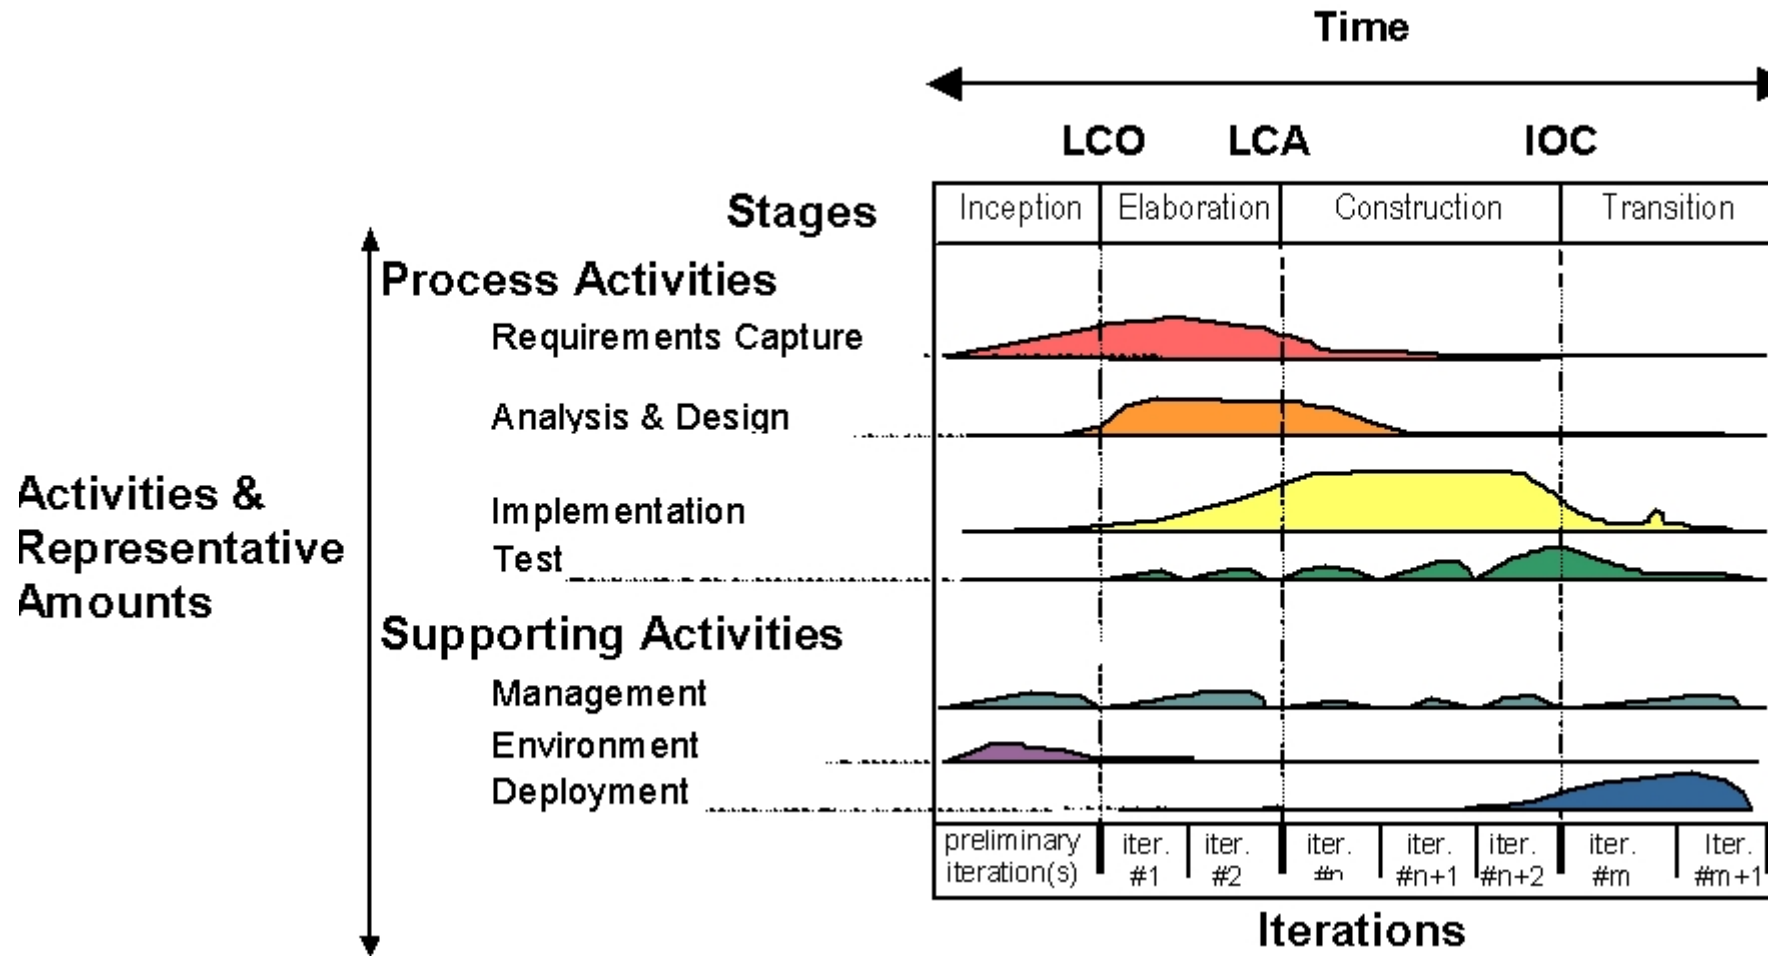 Time
LCO LCA IOC
Stages Inception Elaboration Construction Transition
Process Activities
Requirements Capture
Analysis & Design
Implementation
Test
Activities &
Representative
Amounts
Supporting Activities
Management
Environment
Deployment
preliminary
iteration(s)
iter.
#1
iter.
#2
iter.
#n
iter.
#n+1
iter.
#n+2
iter.
#m
Iter.
#m+1
Iterations